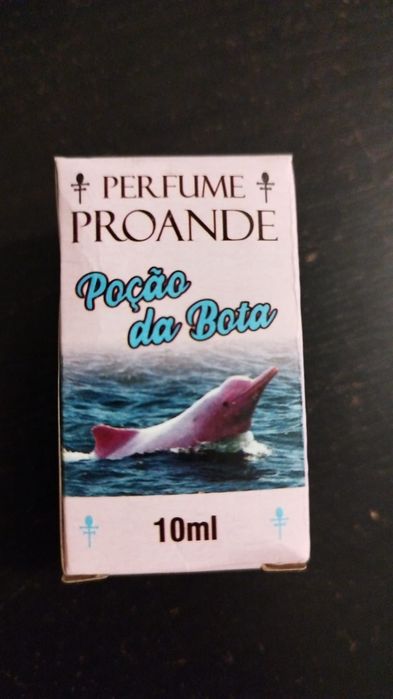 PERFUME
PROANDE
Poção
da Bota
10ml